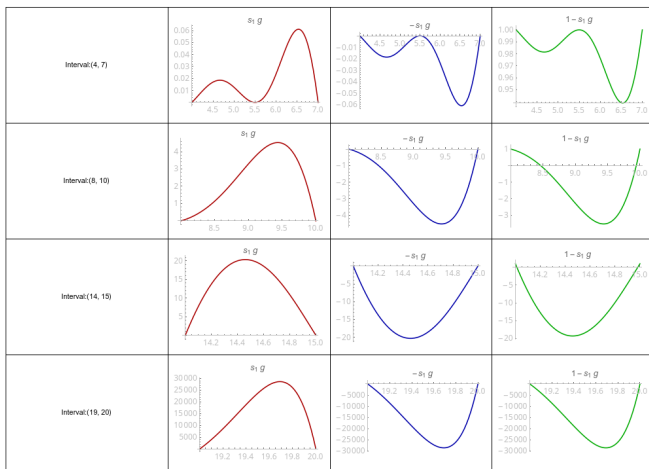 s₁ g
−s₁ g
1 − s₁ g
Interval:(4, 7)
0.06
0.05
0.04
0.03
0.02
0.01
4.5 5.0 5.5 6.0 6.5 7.0
4.5 5.0 5.5 6.0 6.5 7.0
−0.01
−0.02
−0.03
−0.04
−0.05
−0.06
1.00
0.99
0.98
0.97
0.96
0.95
4.5 5.0 5.5 6.0 6.5 7.0
s₁ g
−s₁ g
1 − s₁ g
Interval:(8, 10)
4
3
2
1
8.5 9.0 9.5 10.0
8.5 9.0 9.5 10.0
−1
−2
−3
−4
1
8.5 9.0 9.5 10.0
−1
−2
−3
s₁ g
−s₁ g
1 − s₁ g
Interval:(14, 15)
20
15
10
5
14.2 14.4 14.6 14.8 15.0
14.2 14.4 14.6 14.8 15.0
−5
−10
−15
−20
14.2 14.4 14.6 14.8 15.0
−5
−10
−15
−20
s₁ g
−s₁ g
1 − s₁ g
Interval:(19, 20)
30000
25000
20000
15000
10000
5000
19.2 19.4 19.6 19.8 20.0
19.2 19.4 19.6 19.8 20.0
−5000
−10000
−15000
−20000
−25000
−30000
19.2 19.4 19.6 19.8 20.0
−5000
−10000
−15000
−20000
−25000
−30000